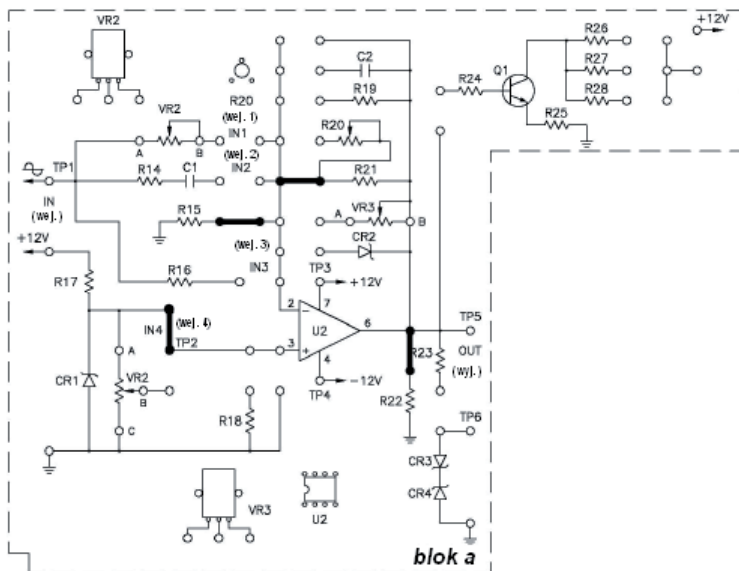 VR2
+12V
C2
R26
Q1
R24
R27
R19
R28
R20
(wej.1)
VR2
R20
R25
IN1
A
B
(wej.2)
TP1
R14
C1
IN2
R21
IN
(wej.)
R15
A
VR3
B
+12V
(wej.3)
CR2
R16
IN3
TP3
R17
+12V
2
7
IN4
(wej.4)
U2
6
TP5
TP2
3
A
4
R23
OUT
(wyj.)
CR1
VR2
B
-12V
TP4
R22
R18
C
TP6
CR3
VR3
CR4
U2
blok a